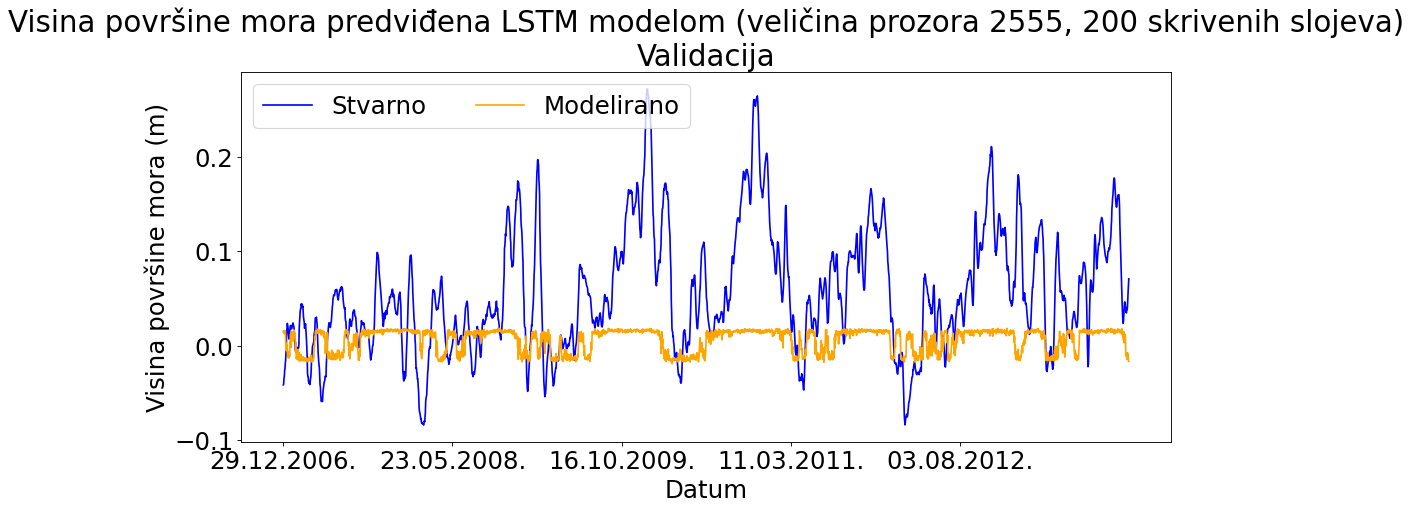 Visina površine mora predviđena LSTM modelom (veličina prozora 2555, 200 skrivenih slojeva)
Validacija
Stvarno Modelirano
Visina površine mora (m)
0.2
0.1
0.0
−0.1
29.12.2006. 23.05.2008. 16.10.2009. 11.03.2011. 03.08.2012.
Datum